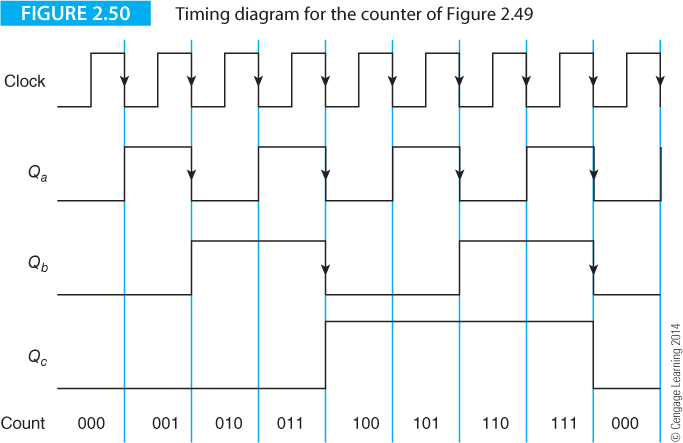 FIGURE 2.50 Timing diagram for the counter of Figure 2.49
Clock
Qa
Qb
Qc
Count 000 001 010 011 100 101 110 111 000
© Cengage Learning 2014